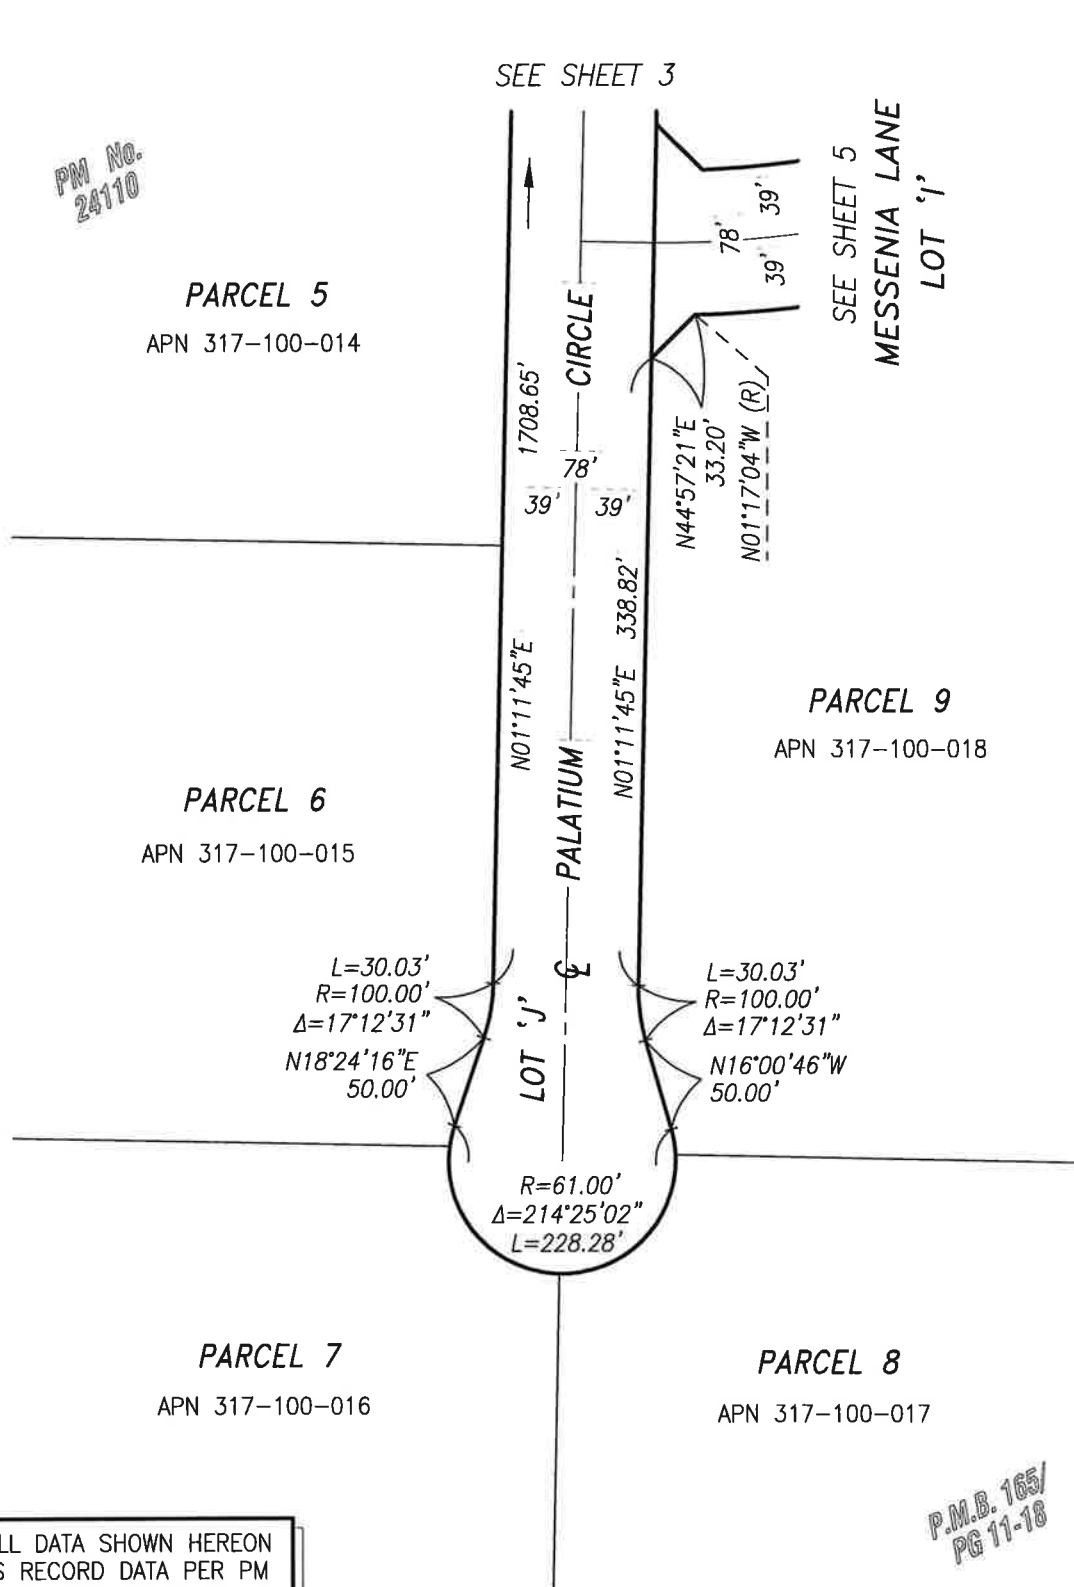 SEE SHEET 3
PM No.
24110
SEE SHEET 5
MESSENIA LANE
LOT 'I'
39'
78'
39'
PARCEL 5
APN 317-100-014
CIRCLE
1708.65'
78'
39' 39'
N44°57'21"E
33.20'
N01°17'04"W (R)
N01°11'45"E
N01°11'45"E 338.82'
PARCEL 9
APN 317-100-018
PARCEL 6
APN 317-100-015
PALATIUM
℄
LOT 'J'
L=30.03'
R=100.00'
Δ=17°12'31"
N18°24'16"E
50.00'
L=30.03'
R=100.00'
Δ=17°12'31"
N16°00'46"W
50.00'
R=61.00'
Δ=214°25'02"
L=228.28'
PARCEL 7
APN 317-100-016
PARCEL 8
APN 317-100-017
P.M.B. 165/
PG 11-18
LL DATA SHOWN HEREON
S RECORD DATA PER PM